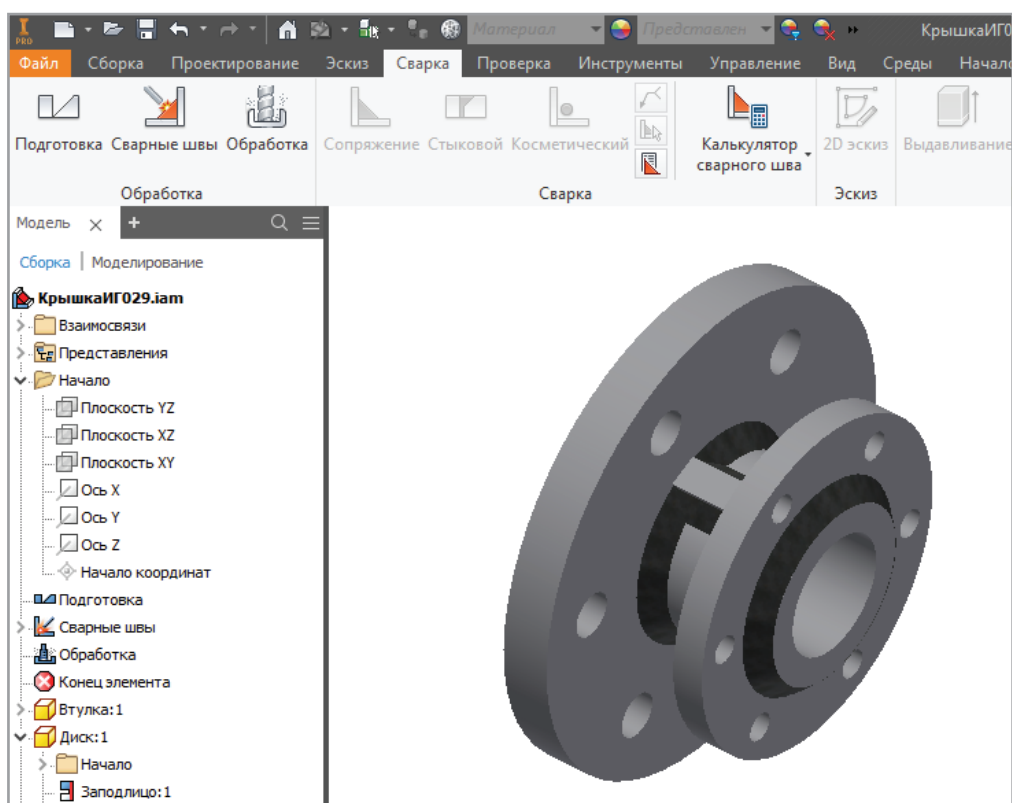 I PRO Материал Представлен КрышкаИГ0
Файл Сборка Проектирование Эскиз Сварка Проверка Инструменты Управление Вид Среды Начало
Подготовка Сварные швы Обработка Сопряжение Стыковой Косметический Калькулятор сварного шва 2D эскиз Выдавливание
Обработка Сварка Эскиз
Модель × +
Сборка | Моделирование
КрышкаИГ029.iam
Взаимосвязи
Представления
Начало
Плоскость YZ
Плоскость XZ
Плоскость XY
Ось X
Ось Y
Ось Z
Начало координат
Подготовка
Сварные швы
Обработка
Конец элемента
Втулка:1
Диск:1
Начало
Заподлицо:1